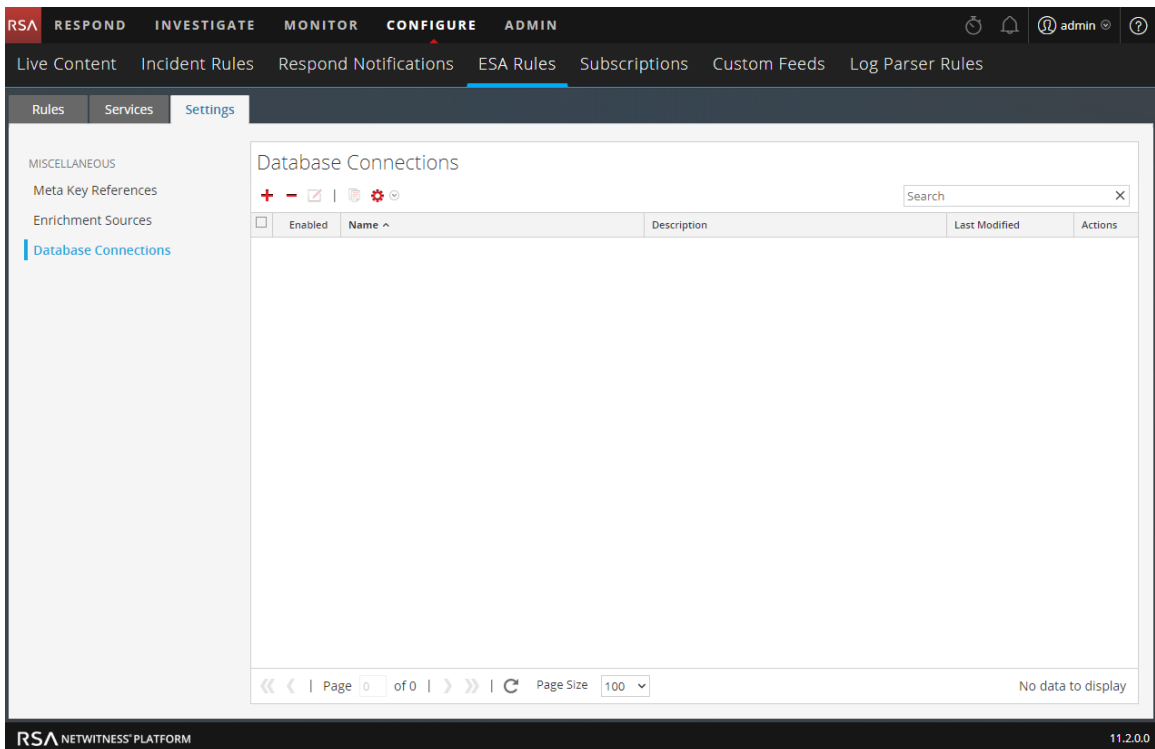 RSA RESPOND INVESTIGATE MONITOR CONFIGURE ADMIN admin
Live Content Incident Rules Respond Notifications ESA Rules Subscriptions Custom Feeds Log Parser Rules
Rules Services Settings
MISCELLANEOUS
Meta Key References
Enrichment Sources
Database Connections
Database Connections
Search
Enabled Name Description Last Modified Actions
Page 0 of 0 Page Size 100 No data to display
RSA NETWITNESS® PLATFORM 11.2.0.0